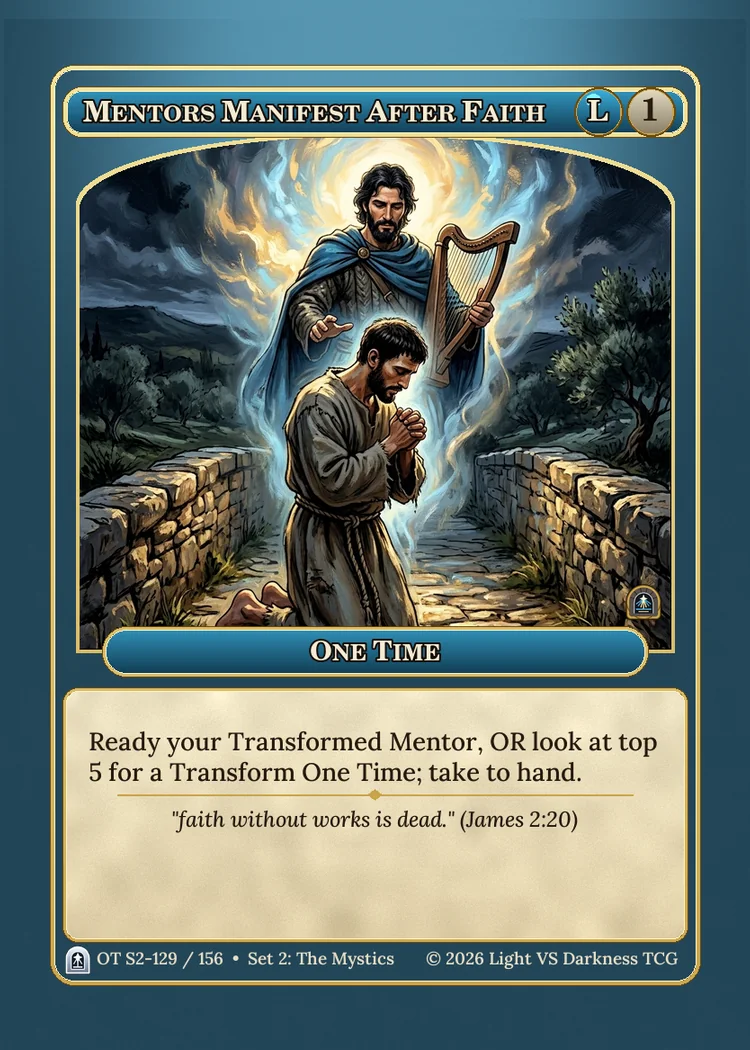 Mentors Manifest After Faith L 1
One Time
Ready your Transformed Mentor, OR look at top
5 for a Transform One Time; take to hand.
"faith without works is dead." (James 2:20)
OT S2-129 / 156 • Set 2: The Mystics © 2026 Light VS Darkness TCG